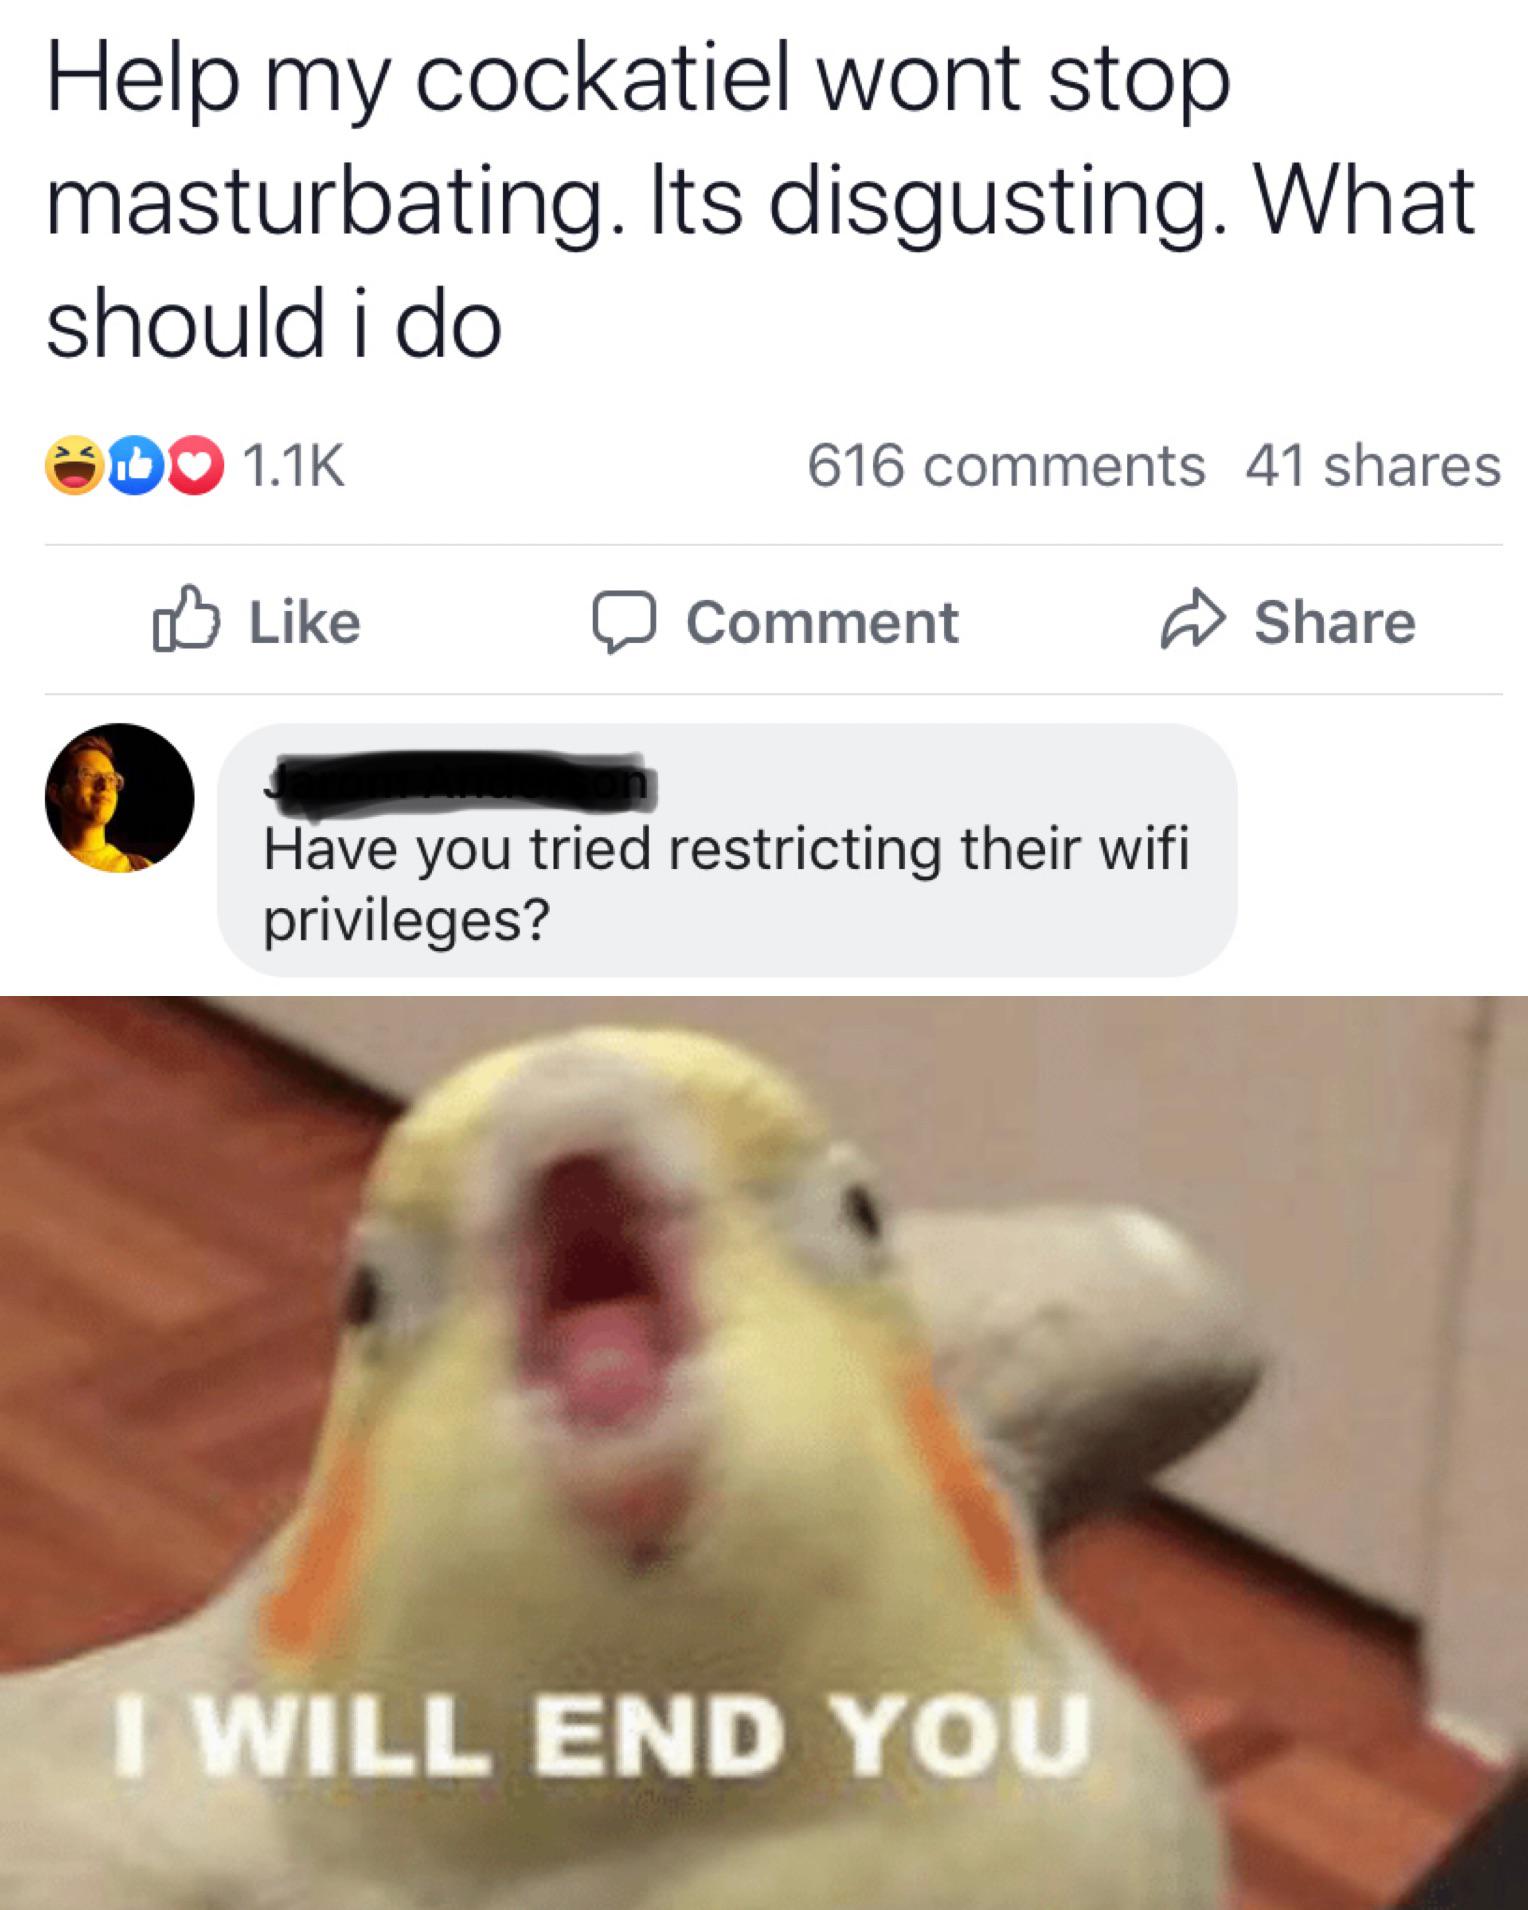 Help my cockatiel wont stop
masturbating. Its disgusting. What
should i do
1.1K
616 comments 41 shares
Like
Comment
Share
Have you tried restricting their wifi
privileges?
I WILL END YOU